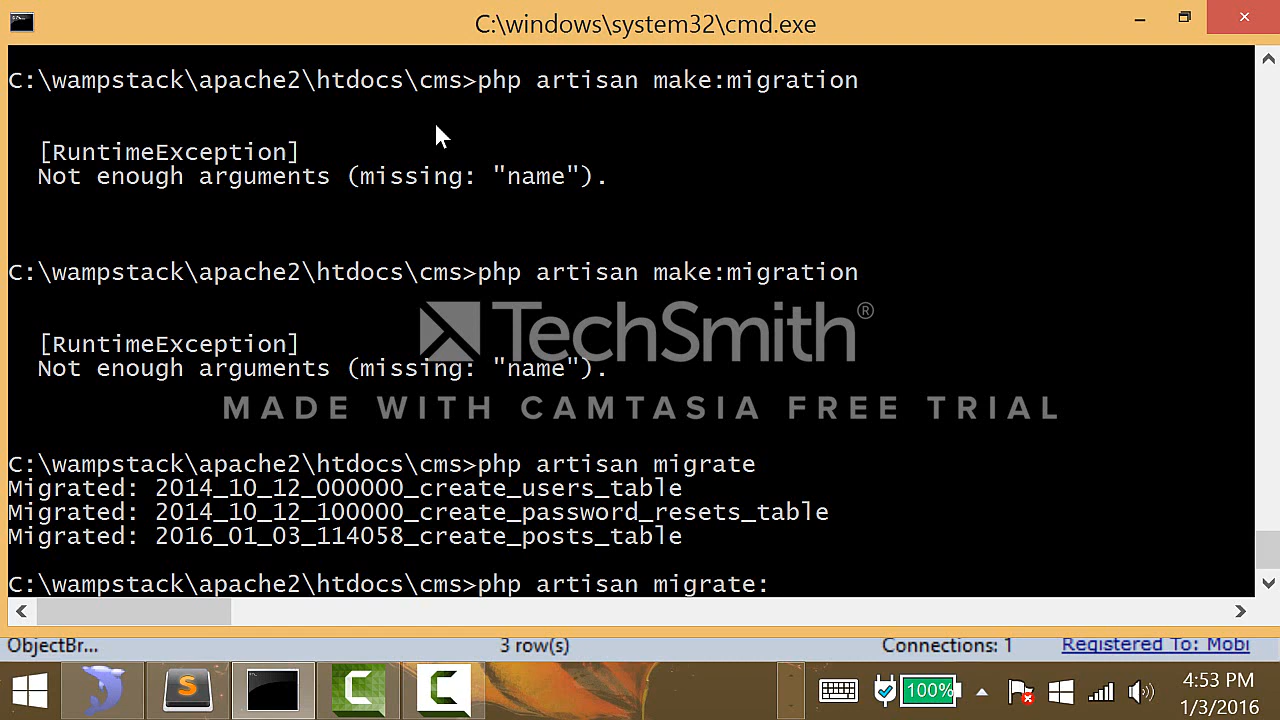 C:\windows\system32\cmd.exe
C:\wampstack\apache2\htdocs\cms>php artisan make:migration
[RuntimeException]
Not enough arguments (missing: "name").
C:\wampstack\apache2\htdocs\cms>php artisan make:migration
TechSmith®
[RuntimeException]
Not enough arguments (missing: "name").
MADE WITH CAMTASIA FREE TRIAL
C:\wampstack\apache2\htdocs\cms>php artisan migrate
Migrated: 2014_10_12_000000_create_users_table
Migrated: 2014_10_12_100000_create_password_resets_table
Migrated: 2016_01_03_114058_create_posts_table
C:\wampstack\apache2\htdocs\cms>php artisan migrate:
ObjectBr... 3 row(s) Connections: 1 Registered To: Mobi
100% 4:53 PM
1/3/2016